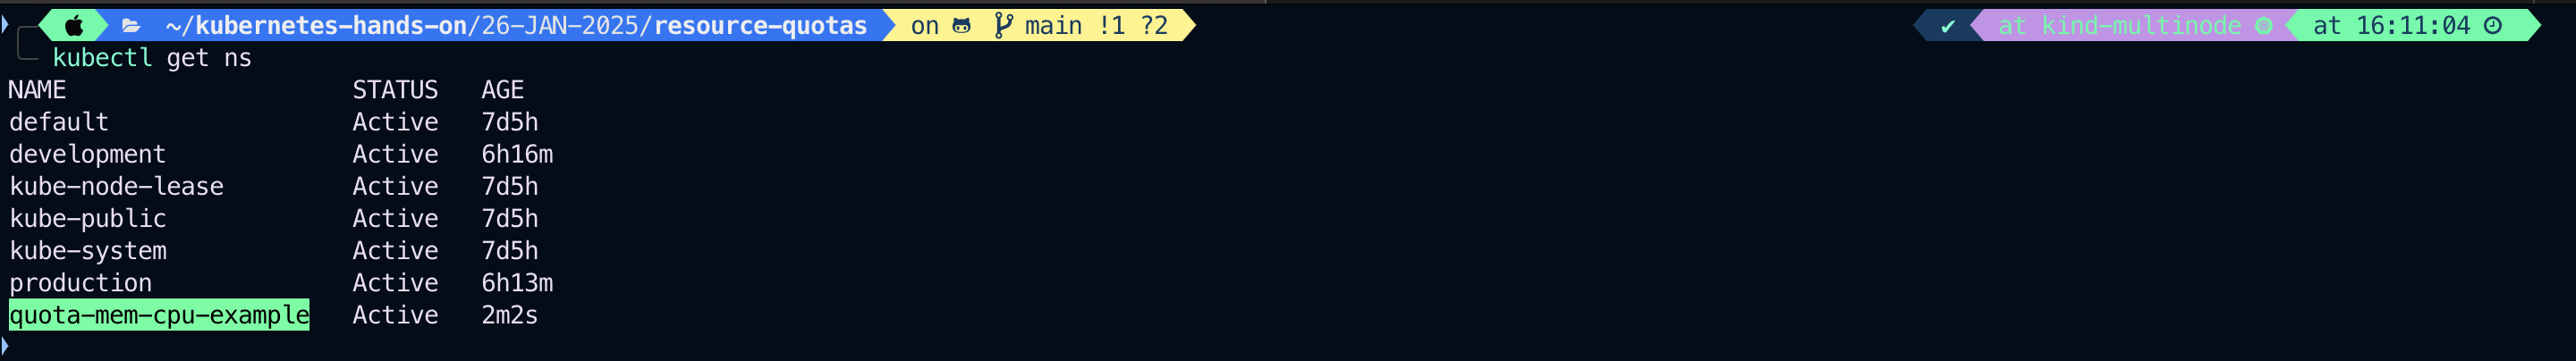 ~/kubernetes-hands-on/26-JAN-2025/resource-quotas on main !1 ?2 ✔ at kind-multinode at 16:11:04
kubectl get ns
NAME STATUS AGE
default Active 7d5h
development Active 6h16m
kube-node-lease Active 7d5h
kube-public Active 7d5h
kube-system Active 7d5h
production Active 6h13m
quota-mem-cpu-example Active 2m2s